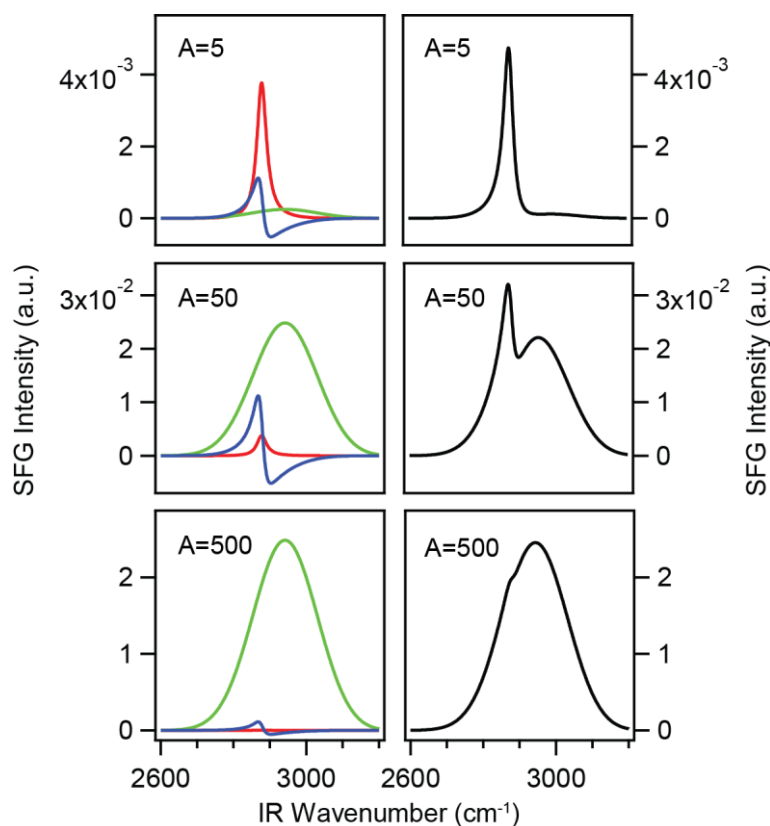 A=5
A=5
4x10⁻³
2
0
4x10⁻³
2
0
A=50
A=50
3x10⁻²
2
1
0
3x10⁻²
2
1
0
A=500
A=500
2
1
0
2
1
0
SFG Intensity (a.u.)
SFG Intensity (a.u.)
2600 3000 2600 3000
IR Wavenumber (cm⁻¹)